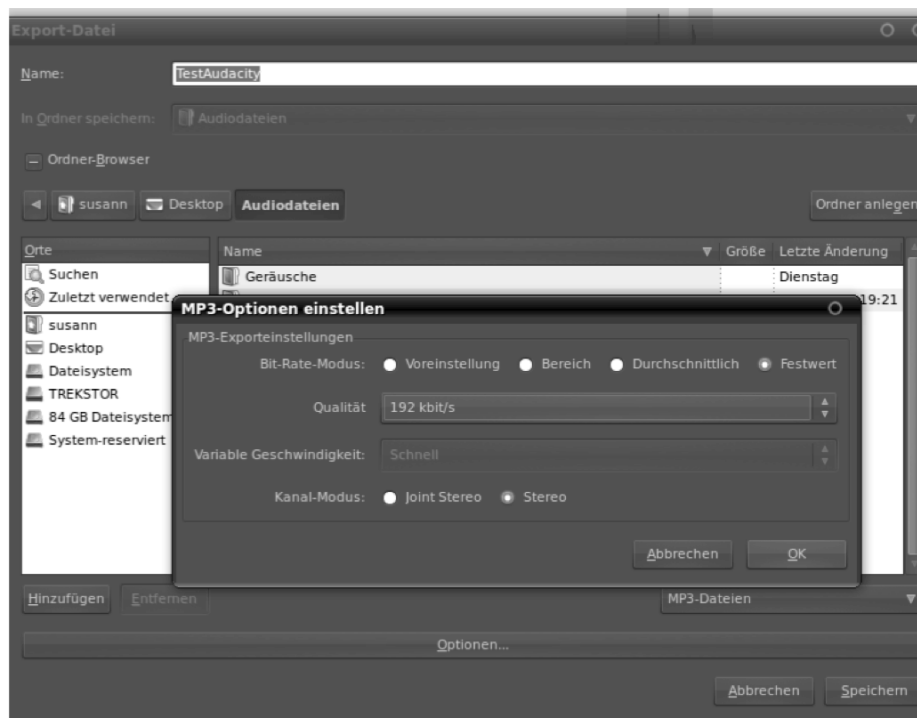 Export-Datei
Name: TestAudacity
In Ordner speichern: Audiodateien
Ordner-Browser
susann Desktop Audiodateien Ordner anlegen
Orte
Name Größe Letzte Änderung
Suchen
Geräusche Dienstag
Zuletzt verwendet
19:21
susann
Desktop
Dateisystem
TREKSTOR
84 GB Dateisystem
System-reserviert
MP3-Optionen einstellen
MP3-Exporteinstellungen
Bit-Rate-Modus: Voreinstellung Bereich Durchschnittlich Festwert
Qualität 192 kbit/s
Variable Geschwindigkeit: Schnell
Kanal-Modus: Joint Stereo Stereo
Abbrechen OK
Hinzufügen Entfernen MP3-Dateien
Optionen...
Abbrechen Speichern